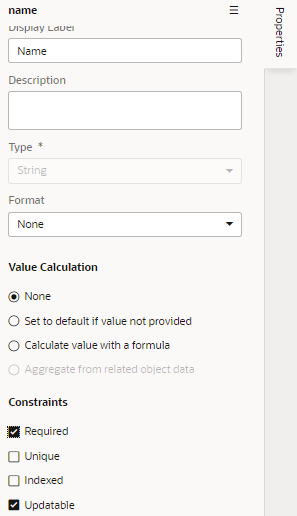 name
Display Label
Name
Description
Type *
String
Format
None
Value Calculation
None
Set to default if value not provided
Calculate value with a formula
Aggregate from related object data
Constraints
Required
Unique
Indexed
Updatable
Properties